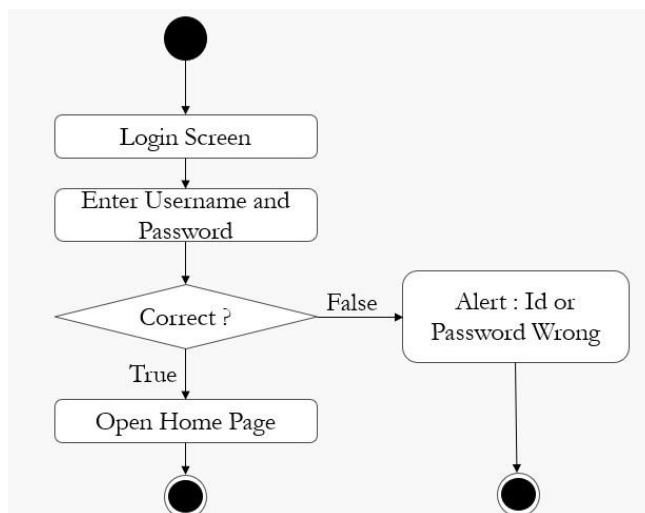 Login Screen
Enter Username and
Password
Correct ?
False
Alert : Id or
Password Wrong
True
Open Home Page